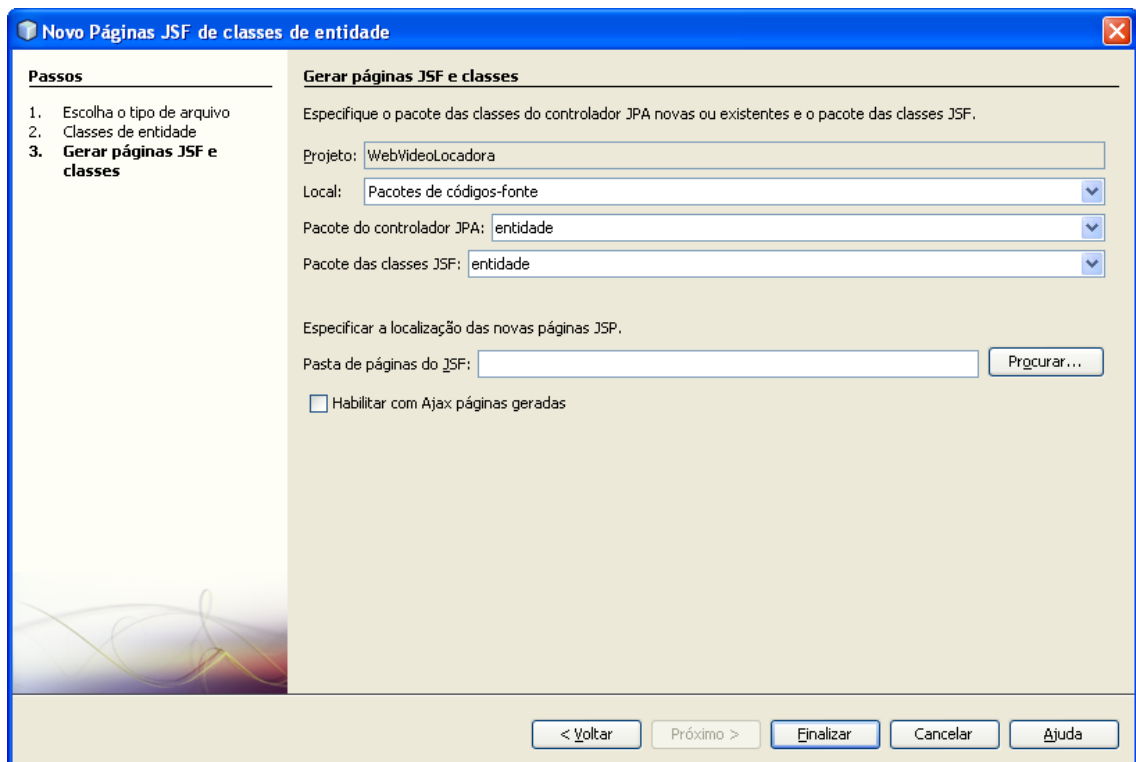 Novo Páginas JSF de classes de entidade
Passos
1. Escolha o tipo de arquivo
2. Classes de entidade
3. Gerar páginas JSF e
classes
Gerar páginas JSF e classes
Especifique o pacote das classes do controlador JPA novas ou existentes e o pacote das classes JSF.
Projeto: WebVideoLocadora
Local: Pacotes de códigos-fonte
Pacote do controlador JPA: entidade
Pacote das classes JSF: entidade
Especificar a localização das novas páginas JSP.
Pasta de páginas do JSF: Procurar...
Habilitar com Ajax páginas geradas
< Voltar Próximo > Finalizar Cancelar Ajuda